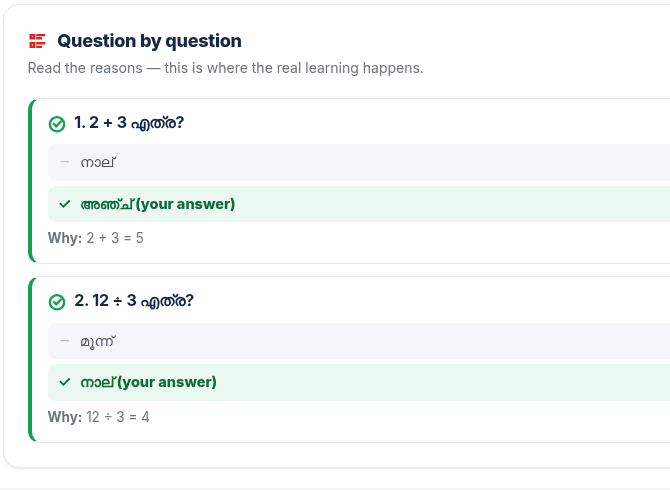 Question by question
Read the reasons — this is where the real learning happens.
1. 2 + 3 എത്ര?
– നാല്
✓ അഞ്ച് (your answer)
Why: 2 + 3 = 5
2. 12 ÷ 3 എത്ര?
– മൂന്ന്
✓ നാല് (your answer)
Why: 12 ÷ 3 = 4